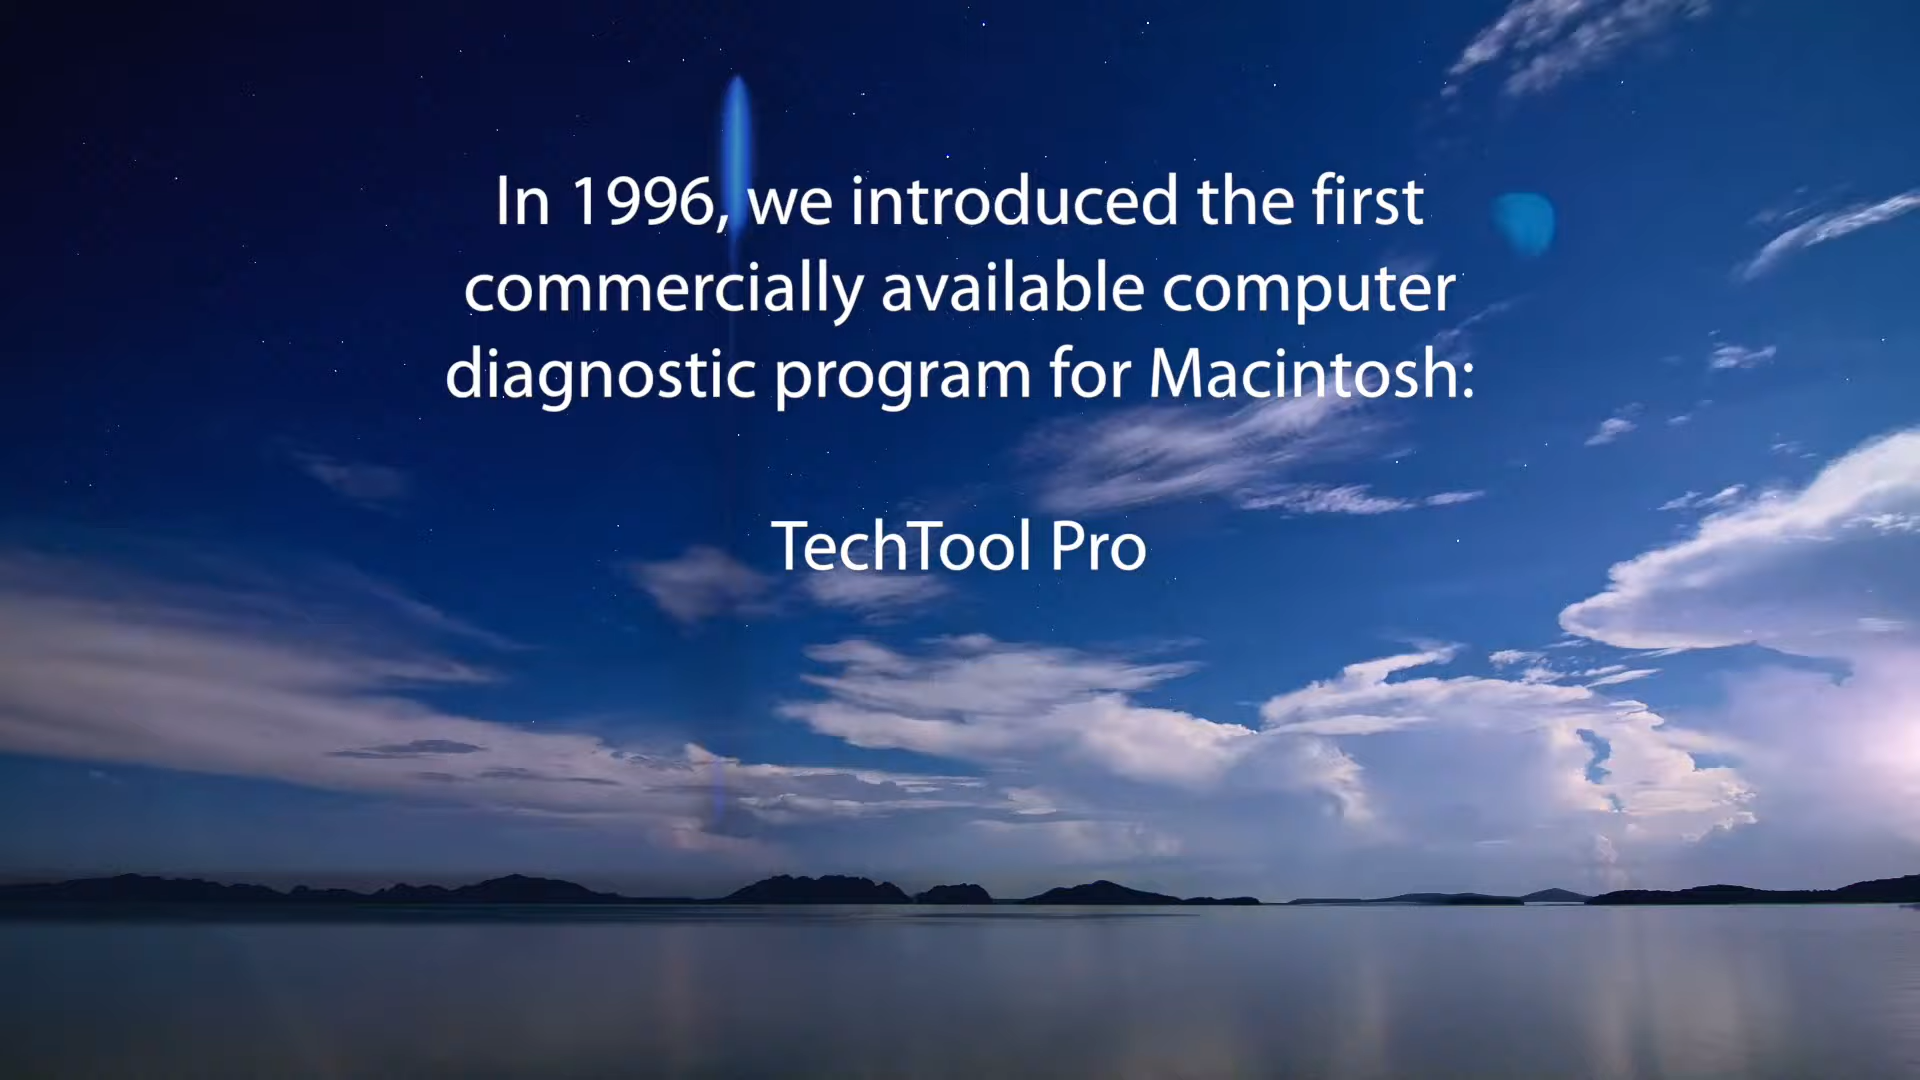 In 1996, we introduced the first
commercially available computer
diagnostic program for Macintosh:
TechTool Pro